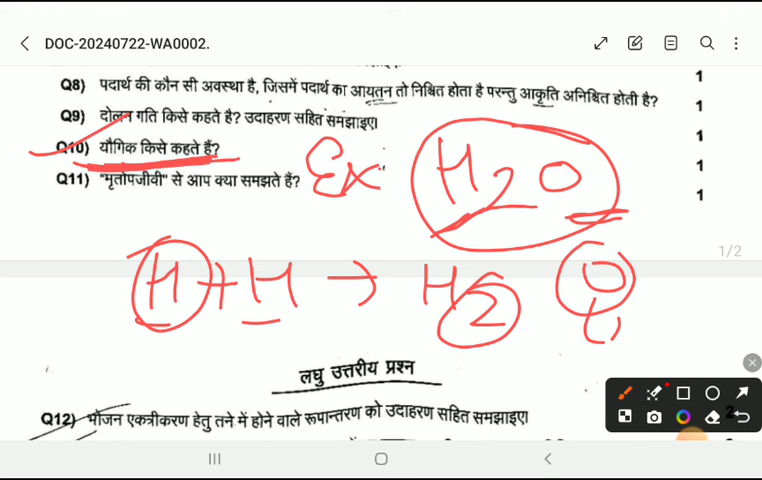 DOC-20240722-WA0002.
1
Q8) पदार्थ की कौन सी अवस्था है, जिसमें पदार्थ का आयतन तो निश्चित होता है परन्तु आकृति अनिश्चित होती है?
1
Q9) दोलन गति किसे कहते है? उदाहरण सहित समझाइए।
1
Q10) यौगिक किसे कहते हैं?
1
Q11) "मृतोपजीवी" से आप क्या समझते हैं?
1
Ex H2O
1/2
H + H → H2 O
लघु उत्तरीय प्रश्न
Q12) भोजन एकत्रीकरण हेतु तने में होने वाले रूपान्तरण को उदाहरण सहित समझाइए।